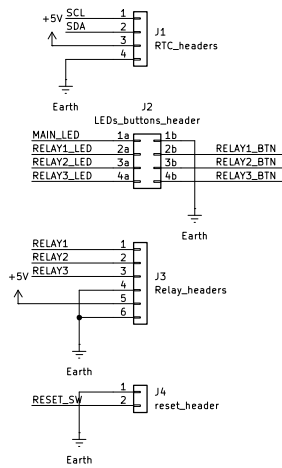 SCL 1
+5V SDA 2 J1
3 RTC_headers
4
Earth
J2
LEDs_buttons_header
MAIN_LED 1a 1b
RELAY1_LED 2a 2b RELAY1_BTN
RELAY2_LED 3a 3b RELAY2_BTN
RELAY3_LED 4a 4b RELAY3_BTN
Earth
RELAY1 1
RELAY2 2
RELAY3 3 J3
+5V 4 Relay_headers
5
6
Earth
1 J4
RESET_SW 2 reset_header
Earth